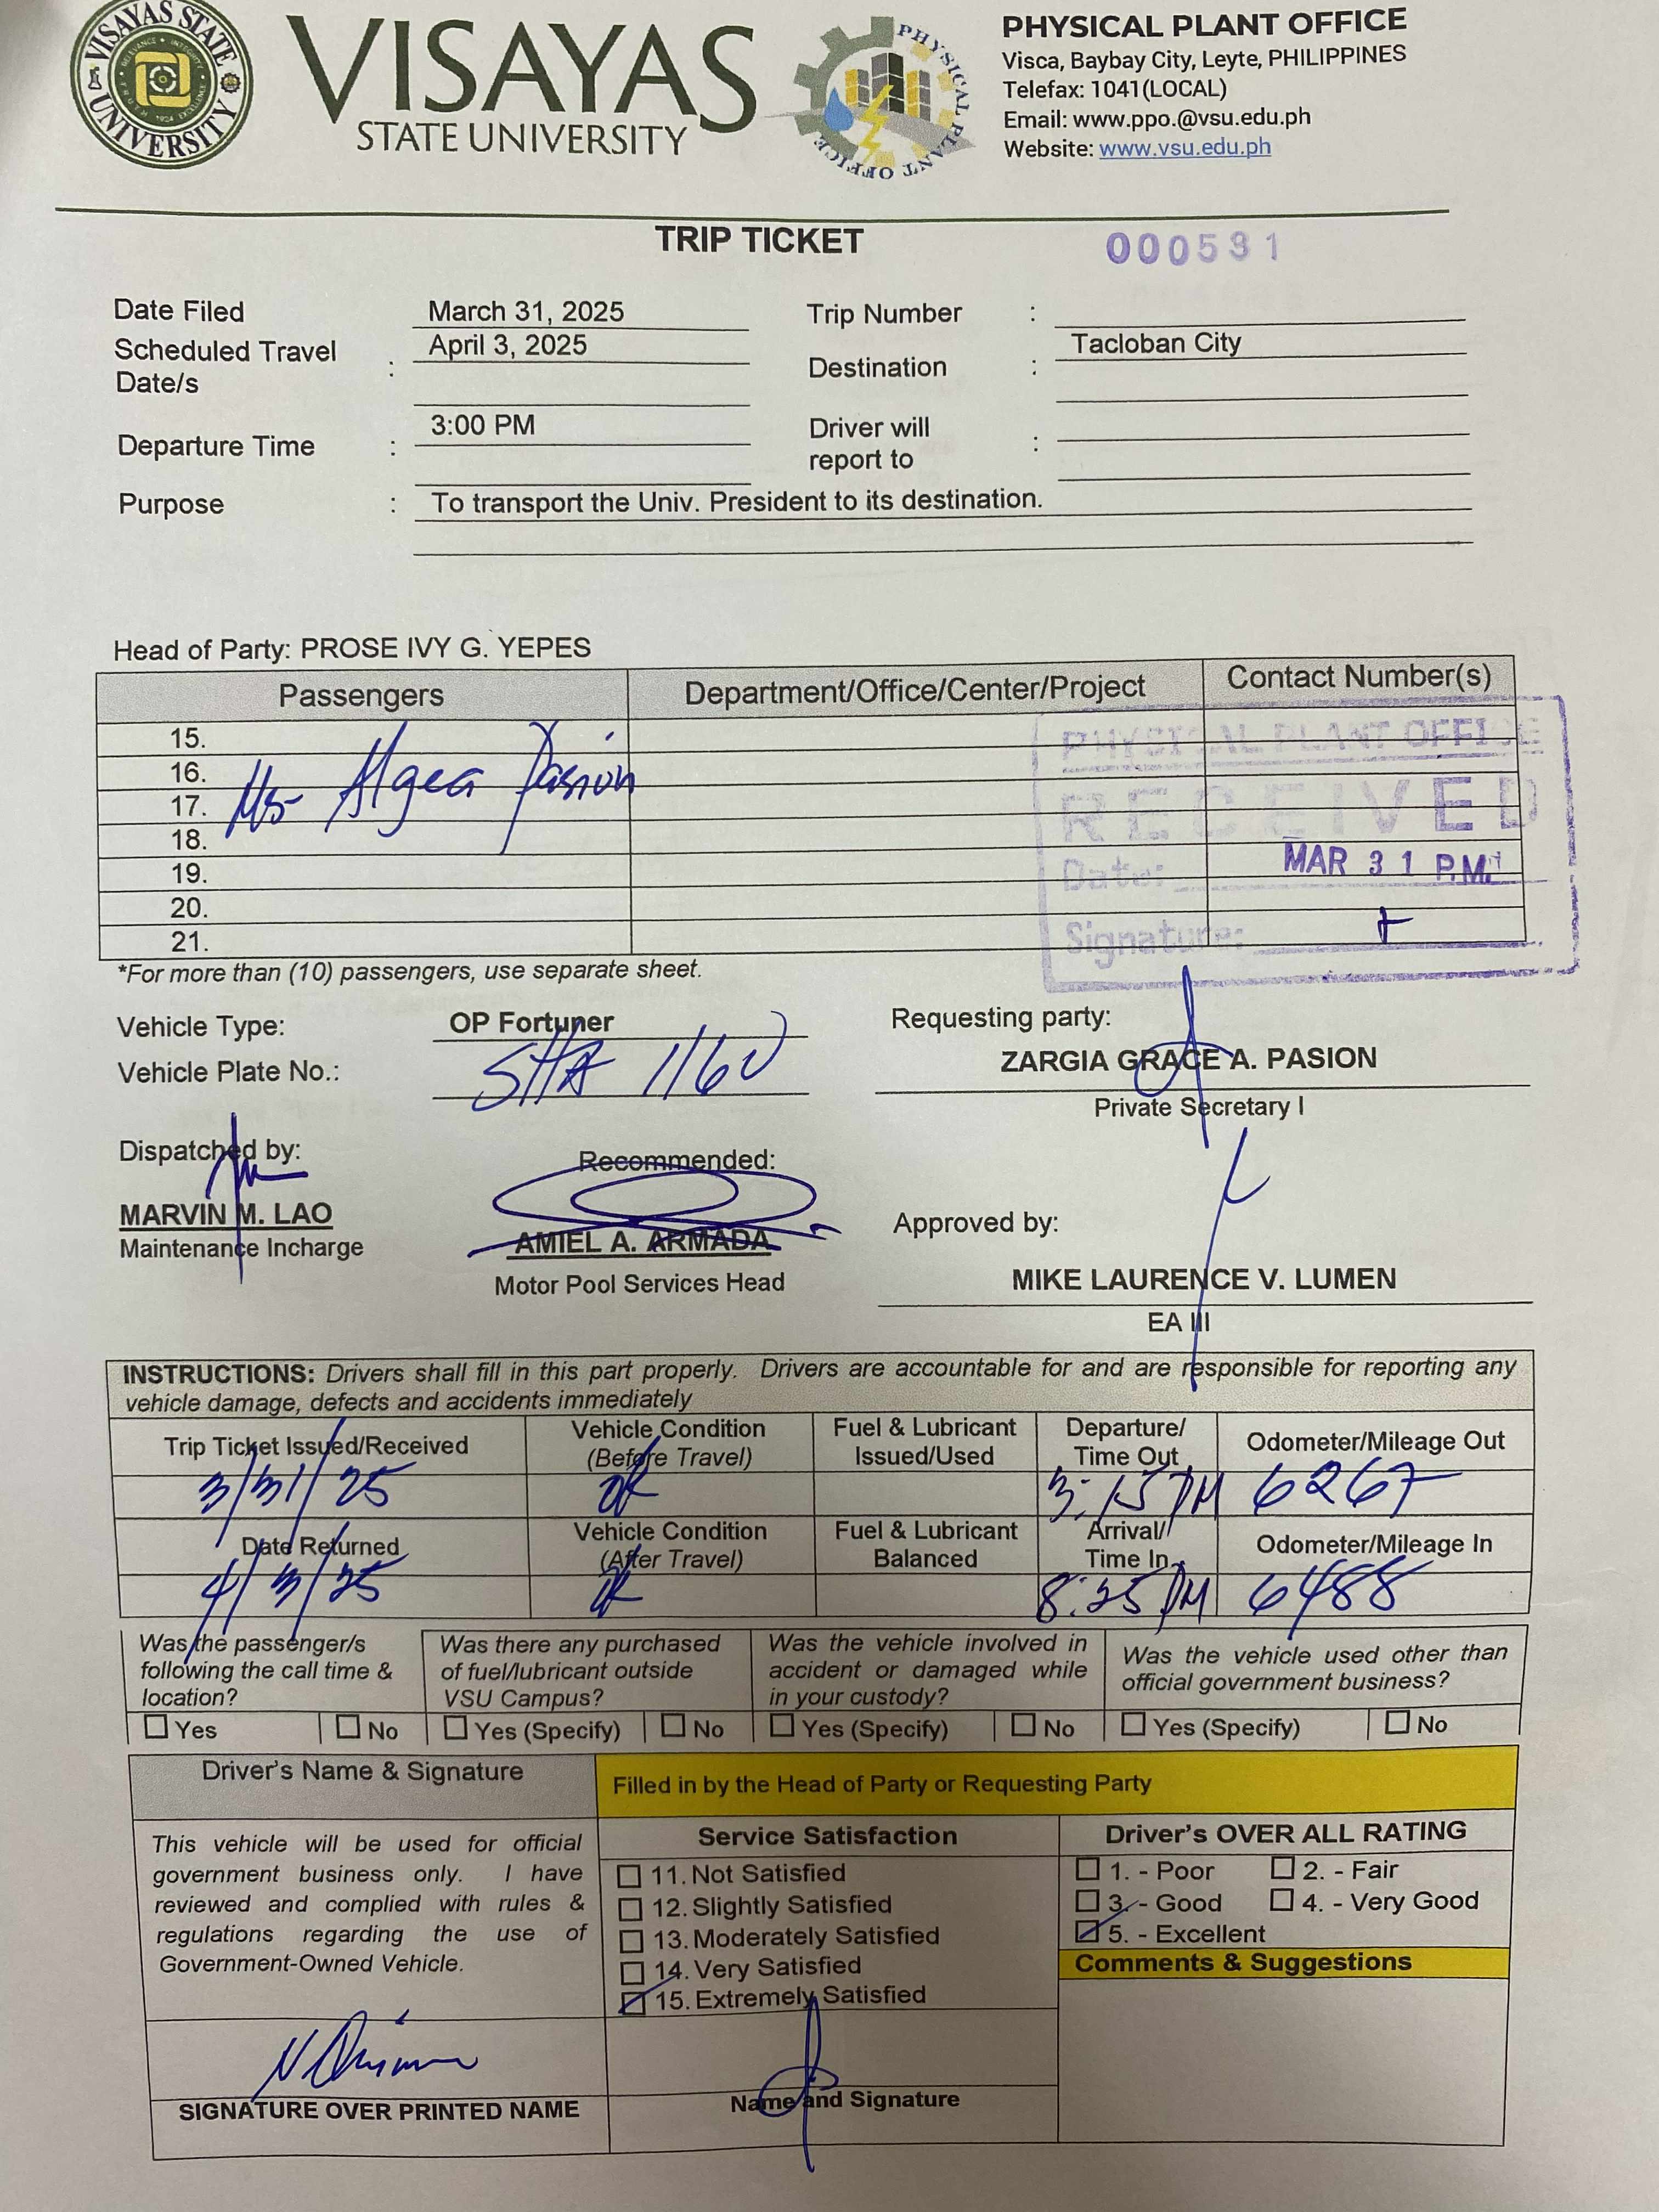 VISAYAS STATE UNIVERSITY
VISAYAS
STATE UNIVERSITY
PHYSICAL PLANT OFFICE
PHYSICAL PLANT OFFICE
Visca, Baybay City, Leyte, PHILIPPINES
Telefax: 1041(LOCAL)
Email: www.ppo.@vsu.edu.ph
Website: www.vsu.edu.ph
TRIP TICKET
Date Filed March 31, 2025 Trip Number :
Scheduled Travel Date/s : April 3, 2025 Destination : Tacloban City
Departure Time : 3:00 PM Driver will report to :
Purpose : To transport the Univ. President to its destination.
Head of Party: PROSE IVY G. YEPES
Passengers Department/Office/Center/Project Contact Number(s)
15.
16.
17. Ms Algea Pasion
18.
19.
20.
21.
PHYSICAL PLANT OFFICE
RECEIVED
Date: MAR 31 P.M.
Signature:
*For more than (10) passengers, use separate sheet.
Vehicle Type: OP Fortuner
Vehicle Plate No.:
Requesting party:
ZARGIA GRACE A. PASION
Private Secretary I
Dispatched by:
MARVIN M. LAO
Maintenance Incharge
Recommended:
AMIEL A. ARMADA
Motor Pool Services Head
Approved by:
MIKE LAURENCE V. LUMEN
EA III
INSTRUCTIONS: Drivers shall fill in this part properly. Drivers are accountable for and are responsible for reporting any
vehicle damage, defects and accidents immediately
Trip Ticket Issued/Received Vehicle Condition (Before Travel) Fuel & Lubricant Issued/Used Departure/ Time Out Odometer/Mileage Out
3/31/25 OK 3:15 PM 6267
Date Returned Vehicle Condition (After Travel) Fuel & Lubricant Balanced Arrival/ Time In Odometer/Mileage In
4/3/25 OK 8:25 PM 6488
Was the passenger/s
following the call time &
location?
Yes No
Was there any purchased
of fuel/lubricant outside
VSU Campus?
Yes (Specify) No
Was the vehicle involved in
accident or damaged while
in your custody?
Yes (Specify) No
Was the vehicle used other than
official government business?
Yes (Specify) No
Driver's Name & Signature
Filled in by the Head of Party or Requesting Party
This vehicle will be used for official
government business only. I have
reviewed and complied with rules &
regulations regarding the use of
Government-Owned Vehicle.
SIGNATURE OVER PRINTED NAME
Service Satisfaction
11. Not Satisfied
12. Slightly Satisfied
13. Moderately Satisfied
14. Very Satisfied
15. Extremely Satisfied
Name and Signature
Driver's OVER ALL RATING
1. - Poor 2. - Fair
3. - Good 4. - Very Good
5. - Excellent
Comments & Suggestions